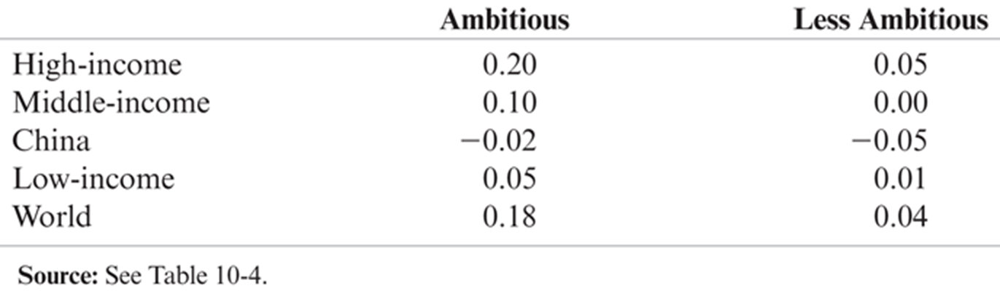 Ambitious Less Ambitious
High-income 0.20 0.05
Middle-income 0.10 0.00
China −0.02 −0.05
Low-income 0.05 0.01
World 0.18 0.04
Source: See Table 10-4.